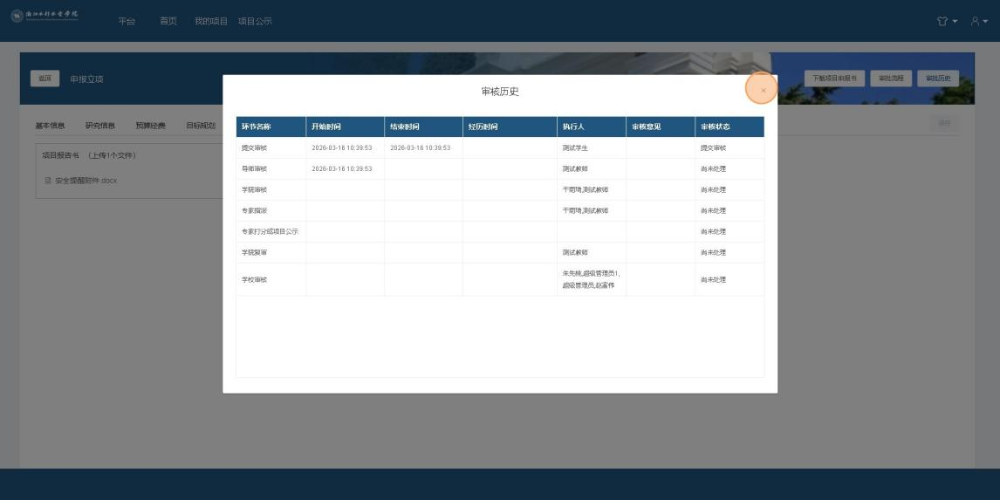 平台 首页 我的项目 项目公示
返回 申报立项 下载项目申报书 审批流程 审批历史
审核历史 ×
基本信息 研究信息 预算经费 目标规划 保存
项目报告书 (上传1个文件)
安全提醒附件.docx
环节名称 开始时间 结束时间 经历时间 执行人 审核意见 审核状态
提交审核 2026-03-16 10:39:53 2026-03-16 10:39:53 测试学生 提交审核
导师审核 2026-03-16 10:39:53 测试教师 尚未处理
学院审核 测试教师 尚未处理
专家指派 测试教师 尚未处理
专家打分或项目公示 尚未处理
学院复审 测试教师 尚未处理
学校审核 朱先桃,超级管理员1,超级管理员,赵富伟 尚未处理